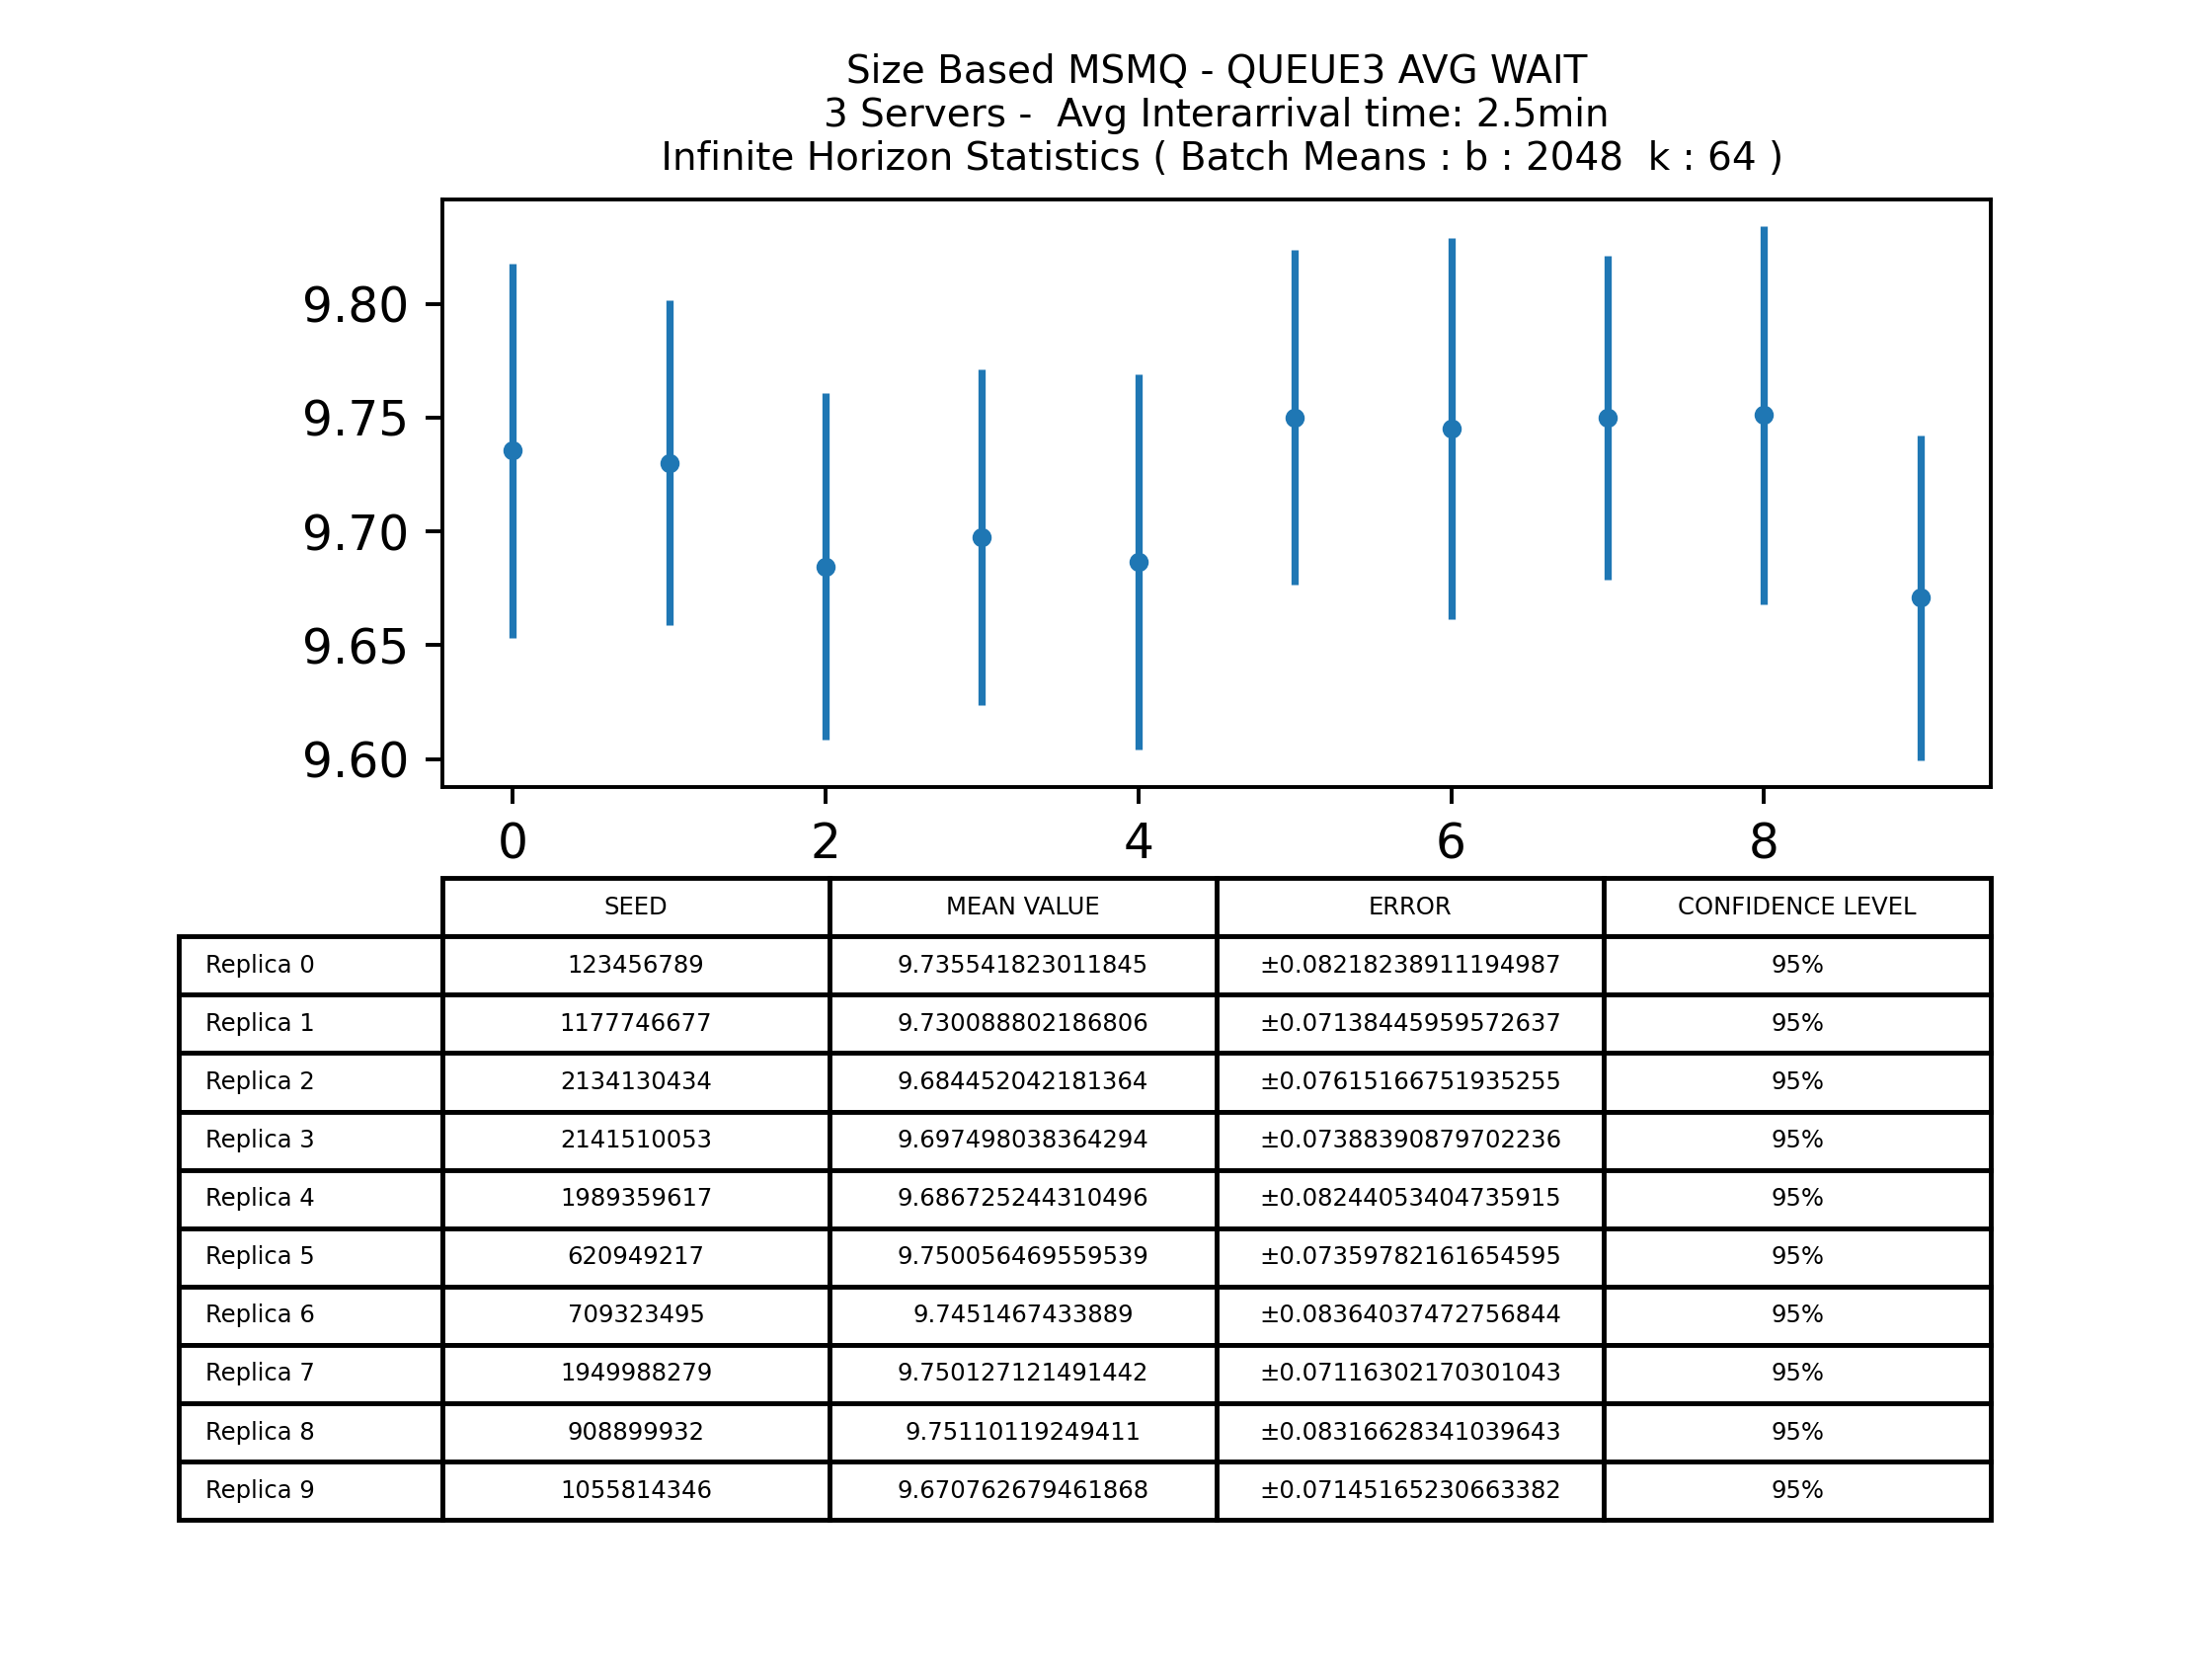 Size Based MSMQ - QUEUE3 AVG WAIT
3 Servers -  Avg Interarrival time: 2.5min
Infinite Horizon Statistics ( Batch Means : b : 2048  k : 64 )
9.80
9.75
9.70
9.65
9.60
0 2 4 6 8
SEED MEAN VALUE ERROR CONFIDENCE LEVEL
Replica 0 123456789 9.735541823011845 ±0.08218238911194987 95%
Replica 1 1177746677 9.730088802186806 ±0.07138445959572637 95%
Replica 2 2134130434 9.684452042181364 ±0.07615166751935255 95%
Replica 3 2141510053 9.697498038364294 ±0.07388390879702236 95%
Replica 4 1989359617 9.686725244310496 ±0.08244053404735915 95%
Replica 5 620949217 9.750056469559539 ±0.07359782161654595 95%
Replica 6 709323495 9.7451467433889 ±0.08364037472756844 95%
Replica 7 1949988279 9.750127121491442 ±0.07116302170301043 95%
Replica 8 908899932 9.75110119249411 ±0.08316628341039643 95%
Replica 9 1055814346 9.670762679461868 ±0.07145165230663382 95%